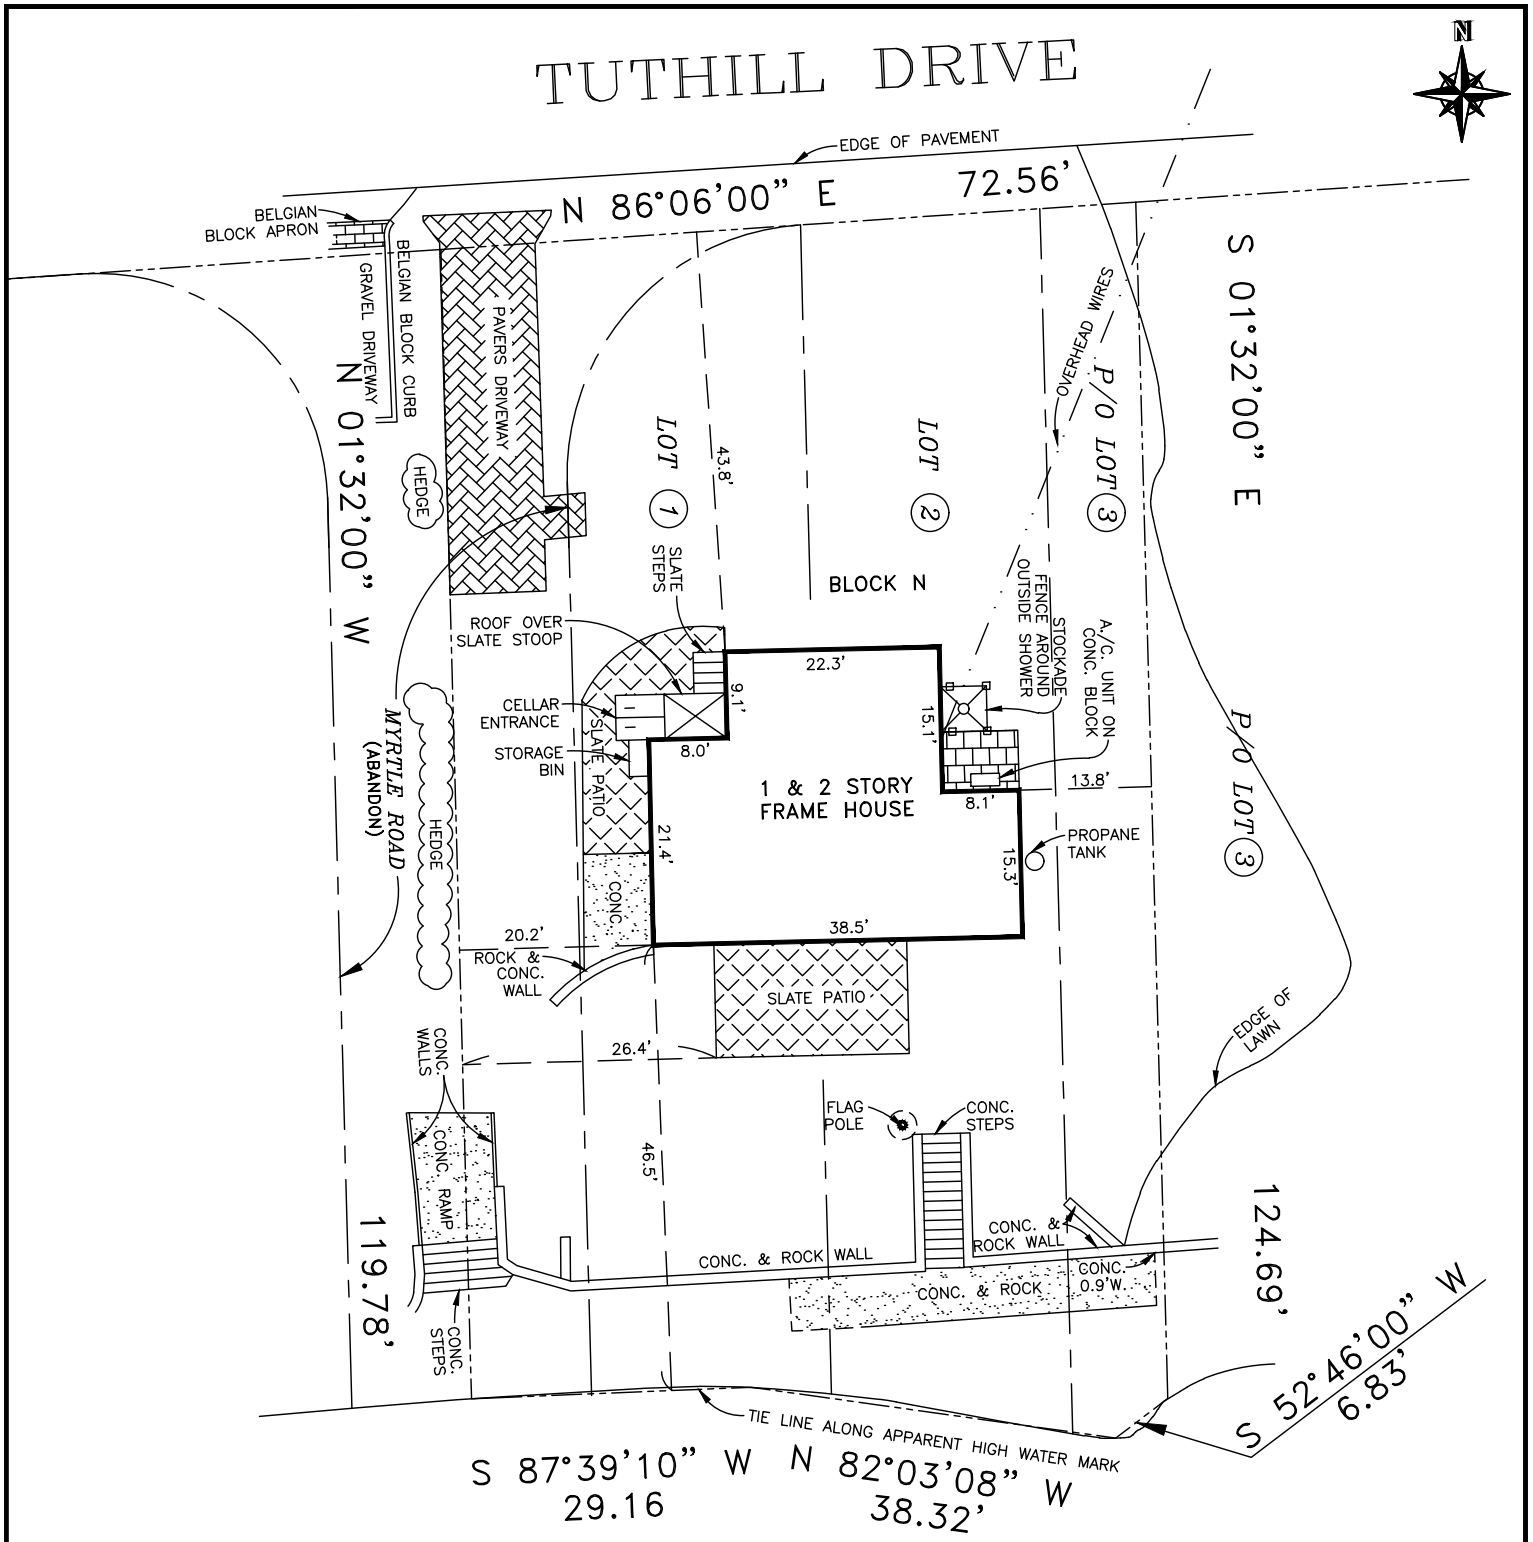 N
TUTHILL DRIVE
EDGE OF PAVEMENT
N 86°06'00" E 72.56'
BELGIAN
BLOCK APRON
BELGIAN BLOCK CURB
GRAVEL DRIVEWAY
PAVERS DRIVEWAY
N 01°32'00" W
S 01°32'00" E
OVERHEAD WIRES
P/O LOT 3
LOT 1
43.8'
LOT 2
HEDGE
SLATE
STEPS
BLOCK N
STOCKADE
FENCE AROUND
OUTSIDE SHOWER
A./C. UNIT ON
CONC. BLOCK
ROOF OVER
SLATE STOOP
22.3'
9.1'
15.1'
CELLAR
ENTRANCE
8.0'
STORAGE
BIN
SLATE PATIO
MYRTLE ROAD
(ABANDON)
HEDGE
1 & 2 STORY
FRAME HOUSE
8.1'
13.8'
P/O LOT 3
PROPANE
TANK
21.4'
15.3'
CONC.
38.5'
20.2'
ROCK &
CONC.
WALL
SLATE PATIO
EDGE OF
LAWN
CONC.
WALLS
26.4'
FLAG
POLE
CONC.
STEPS
CONC. RAMP
46.5'
119.78'
124.69'
CONC. & ROCK WALL
CONC. &
ROCK WALL
CONC. & ROCK
CONC.
0.9'W.
CONC.
STEPS
S 52°46'00" W
6.83'
TIE LINE ALONG APPARENT HIGH WATER MARK
S 87°39'10" W
29.16
N 82°03'08" W
38.32'